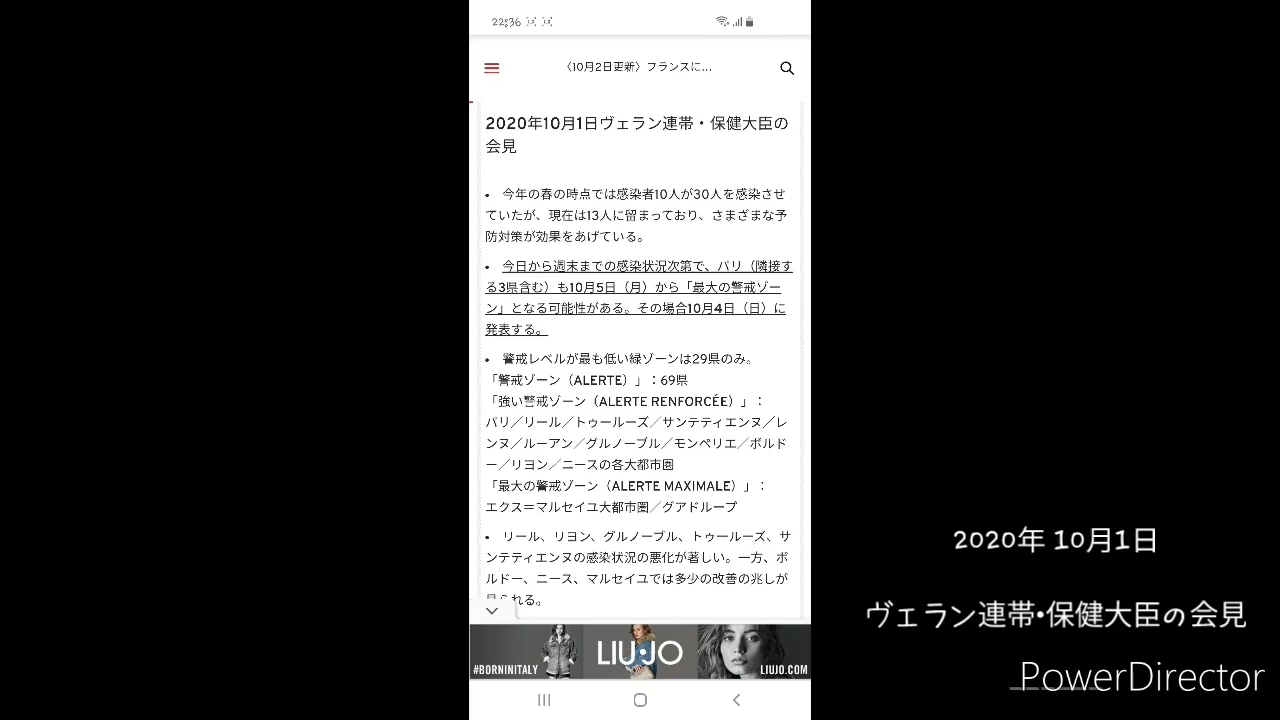 22:36
〈10月2日更新〉フランスに...
2020年10月1日ヴェラン連帯・保健大臣の
会見
• 今年の春の時点では感染者10人が30人を感染させ
ていたが、現在は13人に留まっており、さまざまな予
防対策が効果をあげている。
• 今日から週末までの感染状況次第で、パリ（隣接す
る3県含む）も10月5日（月）から「最大の警戒ゾー
ン」となる可能性がある。その場合10月4日（日）に
発表する。
• 警戒レベルが最も低い緑ゾーンは29県のみ。
「警戒ゾーン（ALERTE）」：69県
「強い警戒ゾーン（ALERTE RENFORCÉE）」：
パリ／リール／トゥールーズ／サンテティエンヌ／レ
ンヌ／ルーアン／グルノーブル／モンペリエ／ボルド
ー／リヨン／ニースの各大都市圏
「最大の警戒ゾーン（ALERTE MAXIMALE）」：
エクス＝マルセイユ大都市圏／グアドループ
• リール、リヨン、グルノーブル、トゥールーズ、サ
ンテティエンヌの感染状況の悪化が著しい。一方、ボ
ルドー、ニース、マルセイユでは多少の改善の兆しが
見られる。
#BORNINITALY
LIU·JO
LIUJO.COM
2020年 10月1日
ヴェラン連帯•保健大臣の会見
PowerDirector